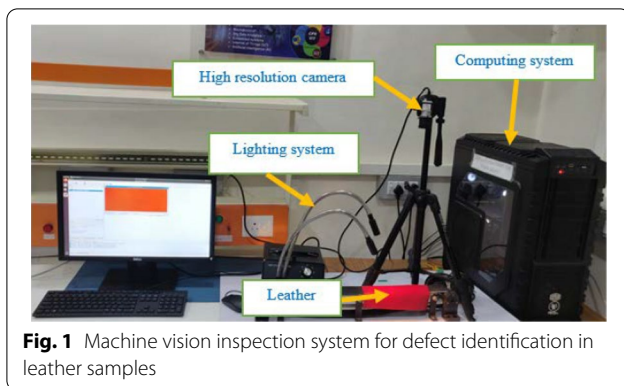 Computing system
High resolution camera
Lighting system
Leather
Fig. 1 Machine vision inspection system for defect identification in
leather samples